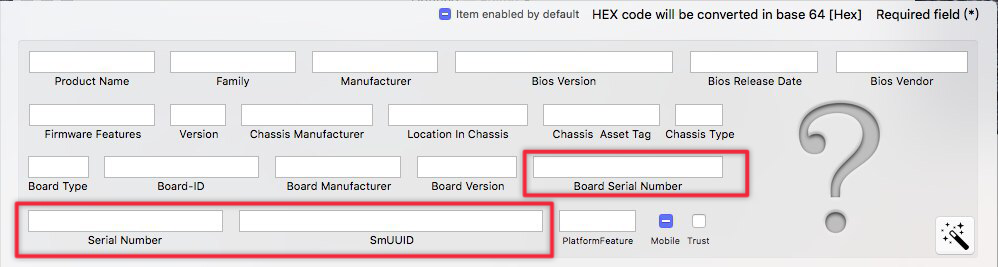 Item enabled by default HEX code will be converted in base 64 [Hex] Required field (*)
Product Name Family Manufacturer Bios Version Bios Release Date Bios Vendor
Firmware Features Version Chassis Manufacturer Location In Chassis Chassis Asset Tag Chassis Type
Board Type Board-ID Board Manufacturer Board Version Board Serial Number
Serial Number SmUUID PlatformFeature Mobile Trust
?